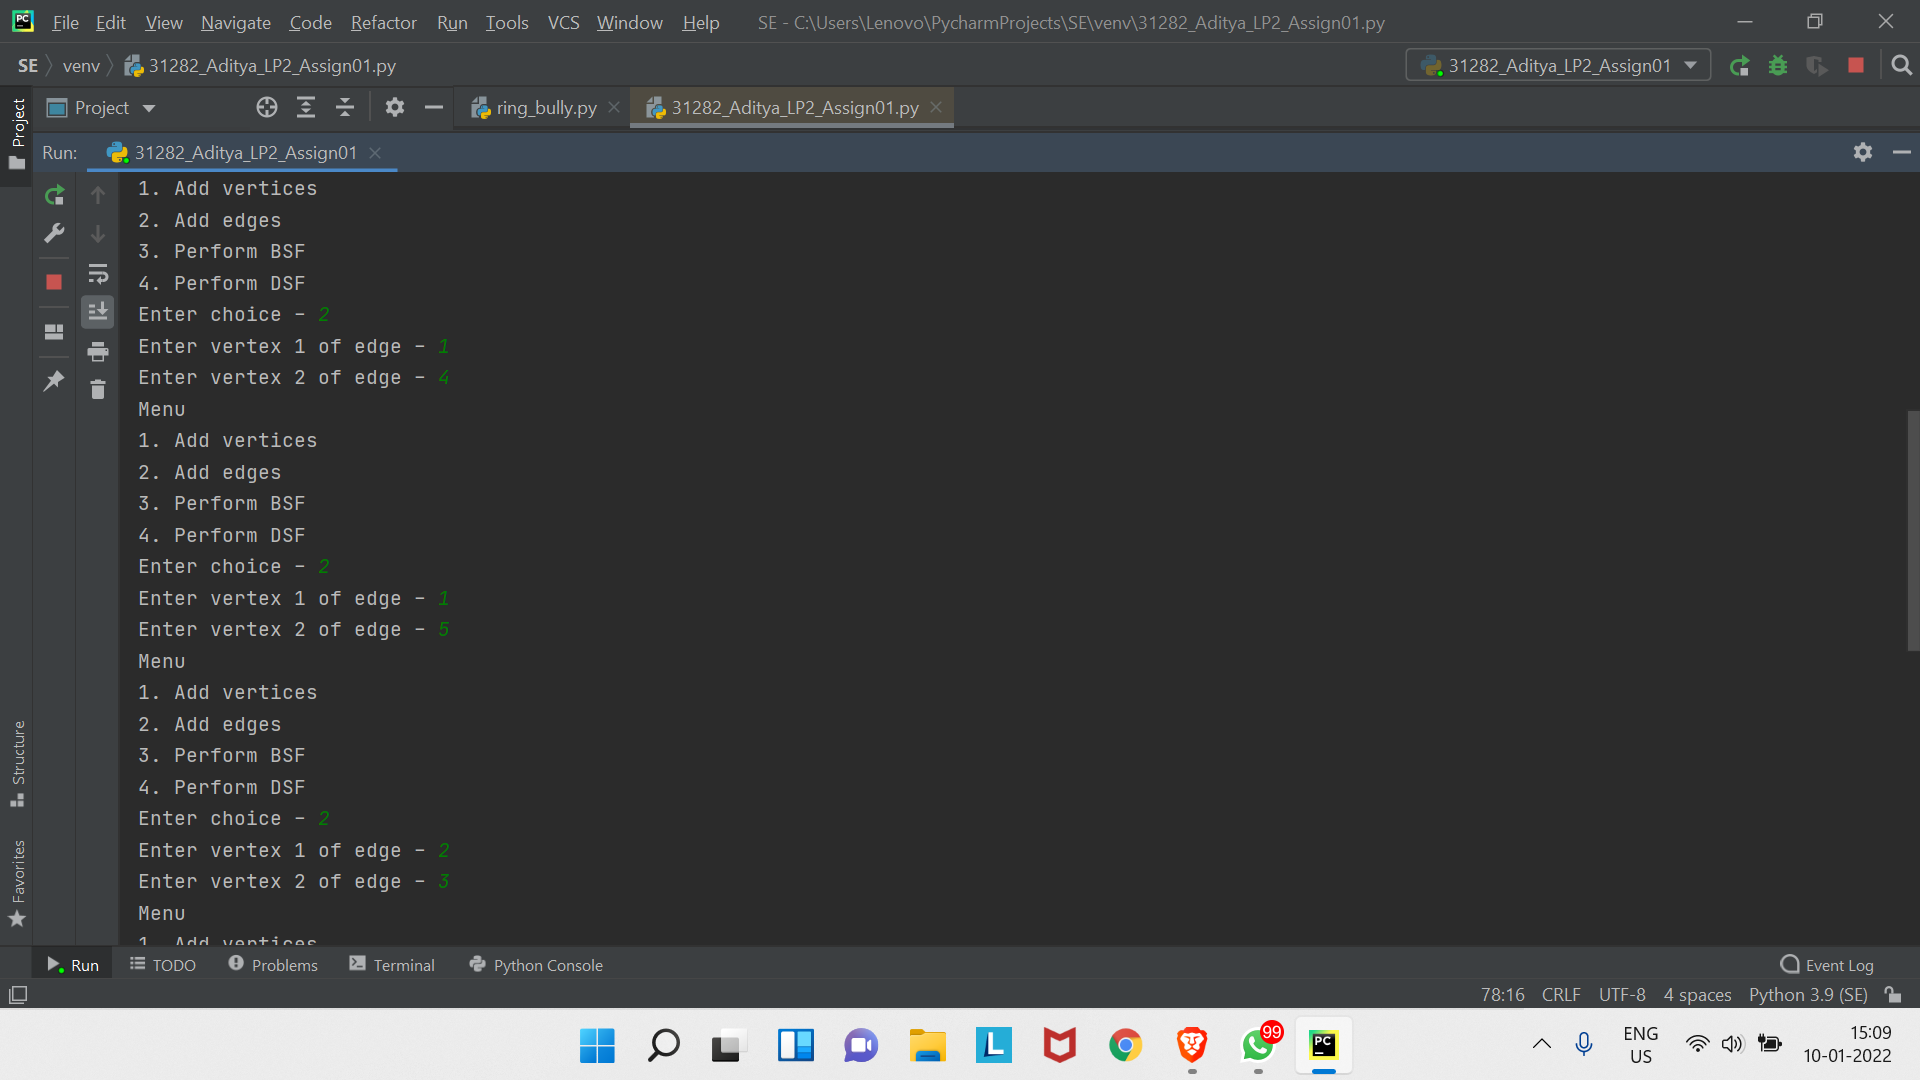 File Edit View Navigate Code Refactor Run Tools VCS Window Help SE - C:\Users\Lenovo\PycharmProjects\SE\venv\31282_Aditya_LP2_Assign01.py
SE venv 31282_Aditya_LP2_Assign01.py 31282_Aditya_LP2_Assign01
Project ring_bully.py 31282_Aditya_LP2_Assign01.py
Project
Run: 31282_Aditya_LP2_Assign01
1. Add vertices
2. Add edges
3. Perform BSF
4. Perform DSF
Enter choice - 2
Enter vertex 1 of edge - 1
Enter vertex 2 of edge - 4
Menu
1. Add vertices
2. Add edges
3. Perform BSF
4. Perform DSF
Enter choice - 2
Enter vertex 1 of edge - 1
Enter vertex 2 of edge - 5
Menu
1. Add vertices
2. Add edges
3. Perform BSF
4. Perform DSF
Enter choice - 2
Enter vertex 1 of edge - 2
Enter vertex 2 of edge - 3
Menu
1. Add vertices
Structure
Favorites
Run TODO Problems Terminal Python Console Event Log
78:16 CRLF UTF-8 4 spaces Python 3.9 (SE)
L 99 PC
ENG
US
15:09
10-01-2022